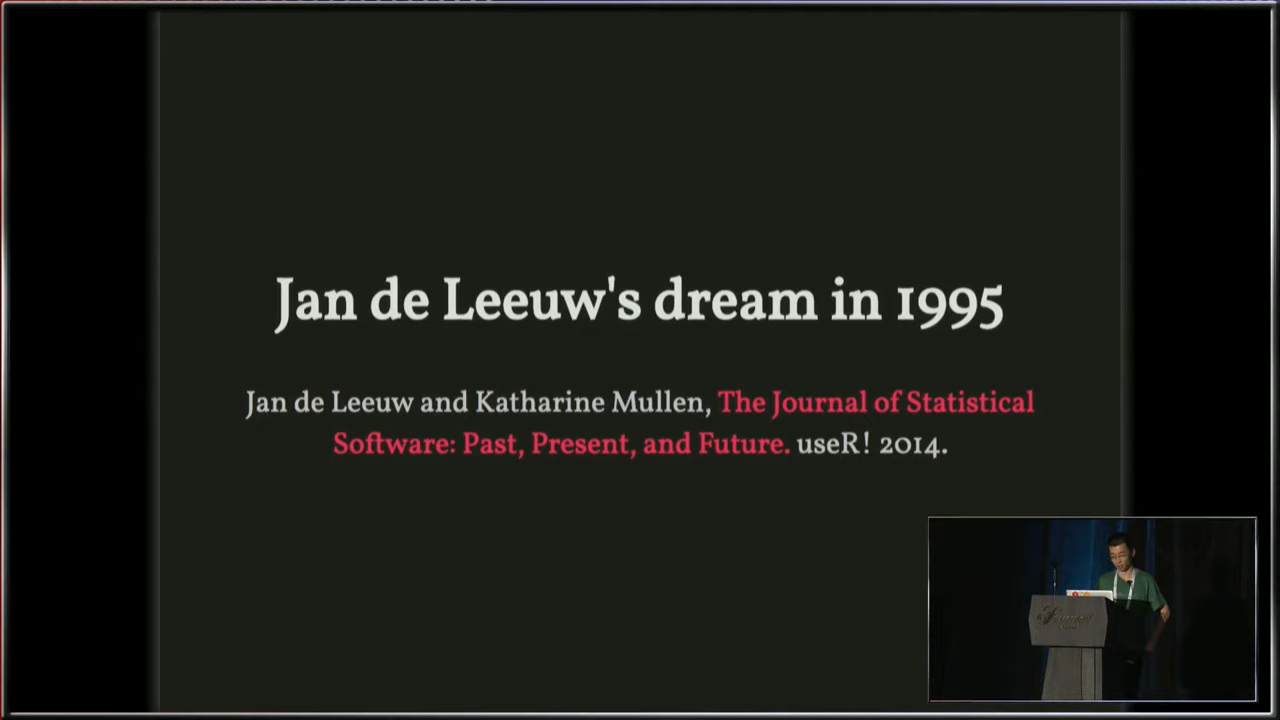 Jan de Leeuw's dream in 1995
Jan de Leeuw and Katharine Mullen, The Journal of Statistical
Software: Past, Present, and Future. useR! 2014.